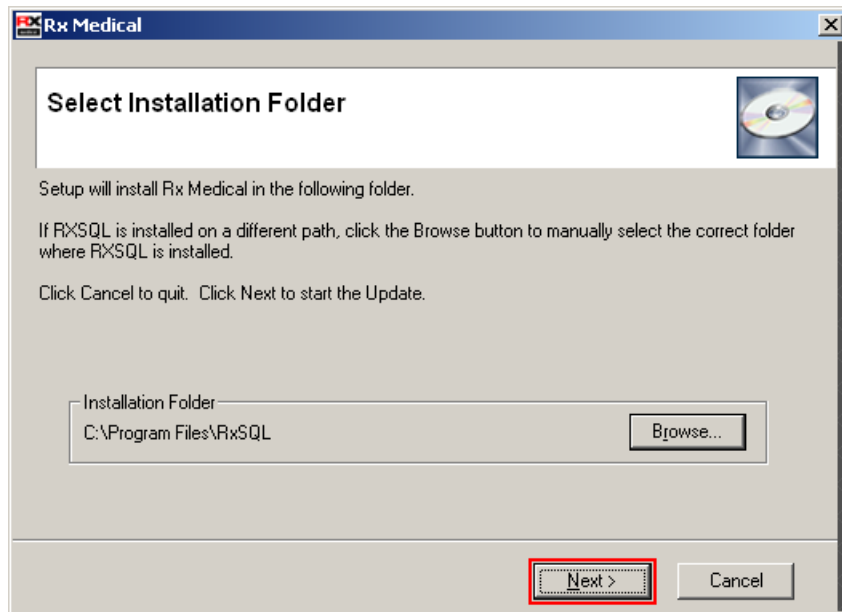 RX Rx Medical
Select Installation Folder
Setup will install Rx Medical in the following folder.
If RXSQL is installed on a different path, click the Browse button to manually select the correct folder
where RXSQL is installed.
Click Cancel to quit.  Click Next to start the Update.
Installation Folder
C:\Program Files\RxSQL
Browse...
Next >
Cancel